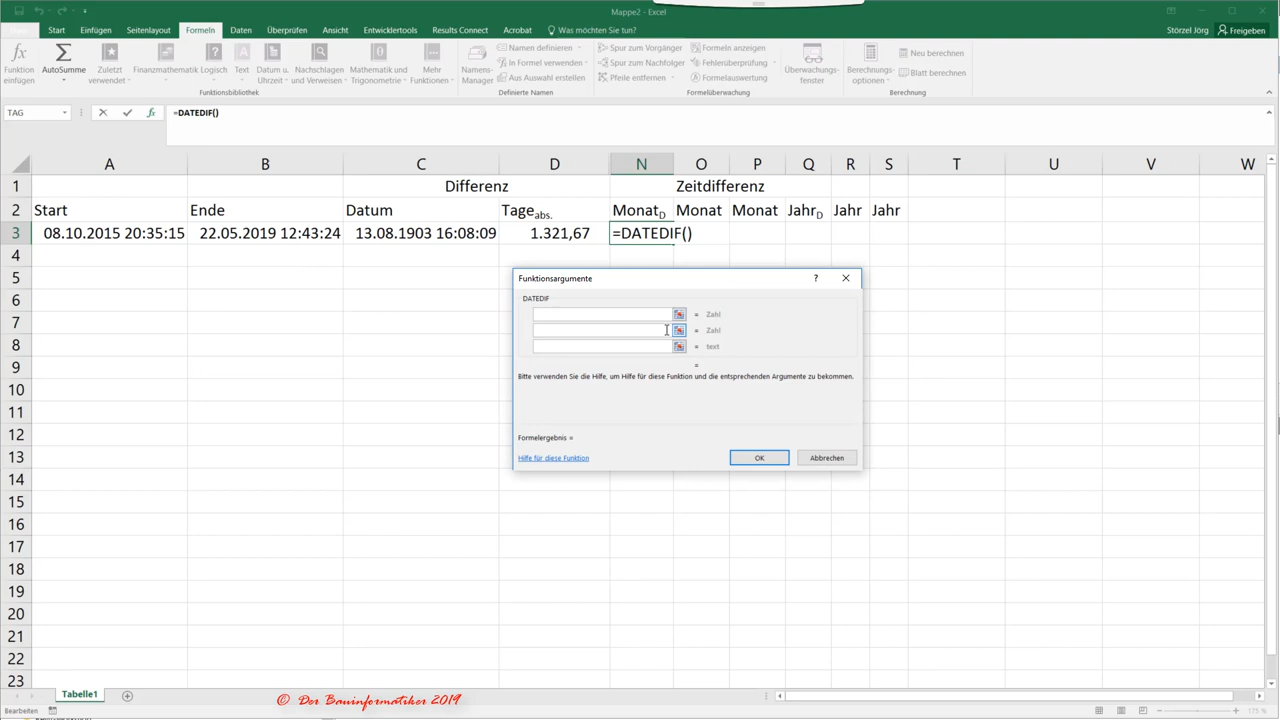 Mappe2 - Excel
Start Einfügen Seitenlayout Formeln Daten Überprüfen Ansicht Entwicklertools Results Connect Acrobat Was möchten Sie tun? Störzel Jörg Freigeben
Funktion einfügen
AutoSumme
Zuletzt verwendet
Finanzmathematik
Logisch
Text
Datum u. Uhrzeit
Nachschlagen und Verweisen
Mathematik und Trigonometrie
Mehr Funktionen
Funktionsbibliothek
Namens-Manager
Namen definieren
In Formel verwenden
Aus Auswahl erstellen
Definierte Namen
Spur zum Vorgänger
Spur zum Nachfolger
Pfeile entfernen
Formeln anzeigen
Fehlerüberprüfung
Formelauswertung
Formelüberwachung
Überwachungs-fenster
Berechnungs-optionen
Neu berechnen
Blatt berechnen
Berechnung
TAG =DATEDIF()
A B C D N O P Q R S T U V W
1 Differenz Zeitdifferenz
2 Start Ende Datum Tageabs. MonatD Monat Monat JahrD Jahr Jahr
3 08.10.2015 20:35:15 22.05.2019 12:43:24 13.08.1903 16:08:09 1.321,67 =DATEDIF()
4
5
6
7
8
9
10
11
12
13
14
15
16
17
18
19
20
21
22
23
Funktionsargumente ?
DATEDIF
= Zahl
= Zahl
= text
=
Bitte verwenden Sie die Hilfe, um Hilfe für diese Funktion und die entsprechenden Argumente zu bekommen.
Formelergebnis =
Hilfe für diese Funktion OK Abbrechen
Tabelle1
© Der Bauinformatiker 2019
Bearbeiten 175 %